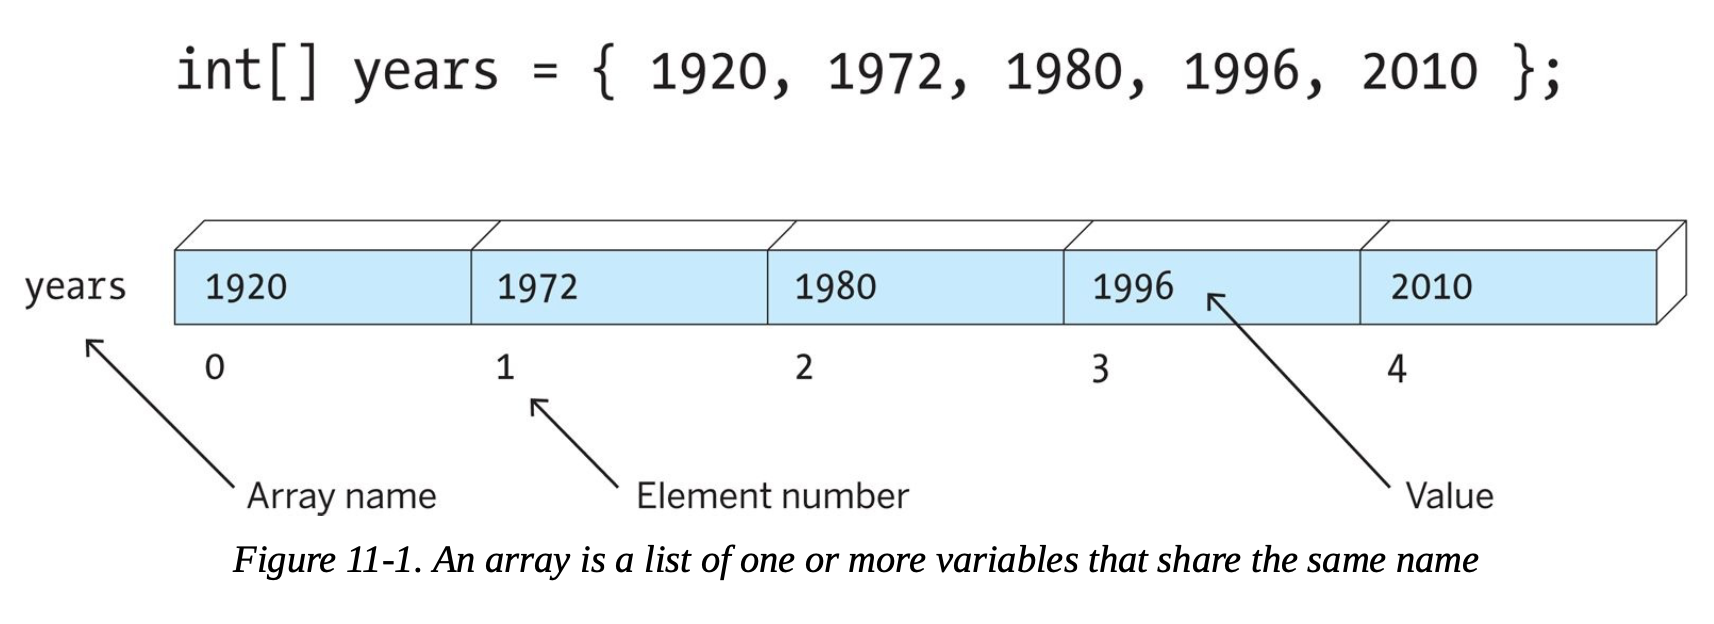 int[] years = { 1920, 1972, 1980, 1996, 2010 };
years 1920 1972 1980 1996 2010
0 1 2 3 4
Array name Element number Value
Figure 11-1. An array is a list of one or more variables that share the same name